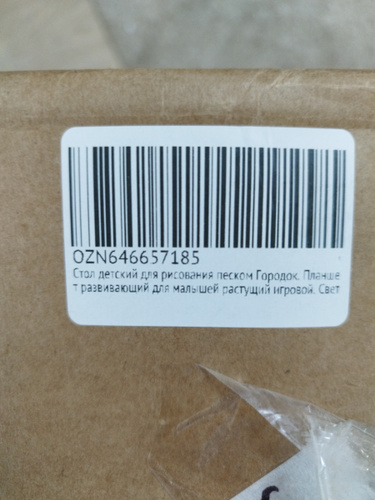 OZN646657185
Стол детский для рисования песком Городок. Планше
т развивающий для малышей растущий игровой. Свет